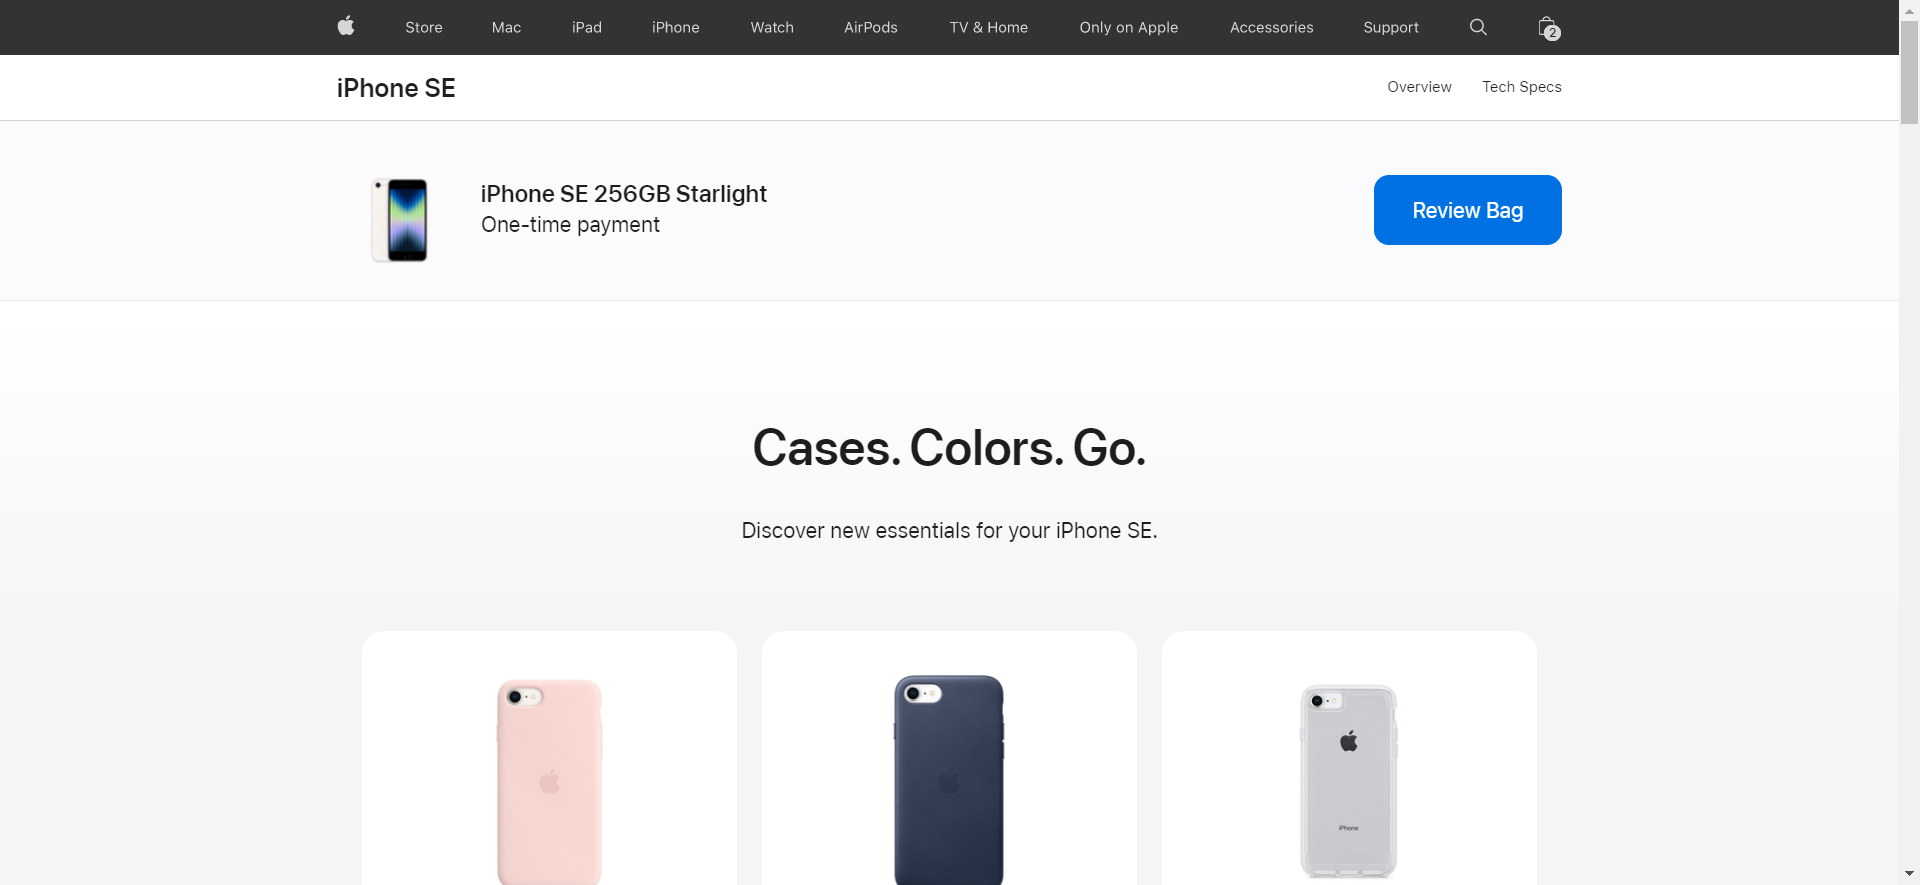 Store Mac iPad iPhone Watch AirPods TV & Home Only on Apple Accessories Support 2
iPhone SE Overview Tech Specs
iPhone SE 256GB Starlight
One-time payment
Review Bag
Cases. Colors. Go.
Discover new essentials for your iPhone SE.
iPhone